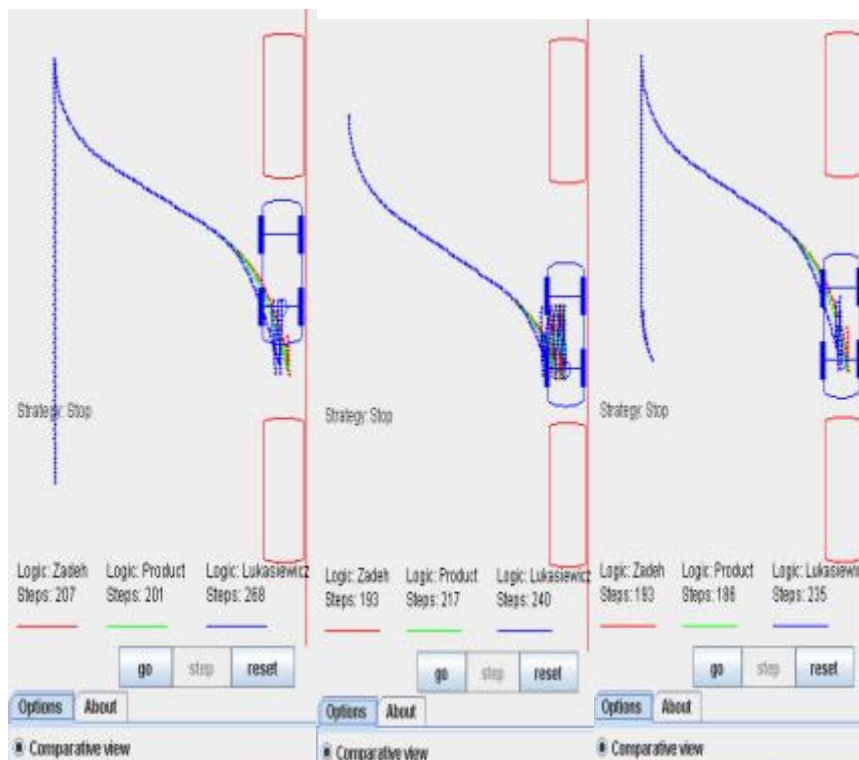 Strategy: Stop
Logic: Zadeh Logic: Product Logic: Lukasiewicz
Steps: 207 Steps: 201 Steps: 268
go step reset
Options About
Comparative view
Strategy: Stop
Logic: Zadeh Logic: Product Logic: Lukasiewicz
Steps: 193 Steps: 217 Steps: 240
go step reset
Options About
Comparative view
Strategy: Stop
Logic: Zadeh Logic: Product Logic: Lukasiewicz
Steps: 193 Steps: 186 Steps: 235
go step reset
Options About
Comparative view